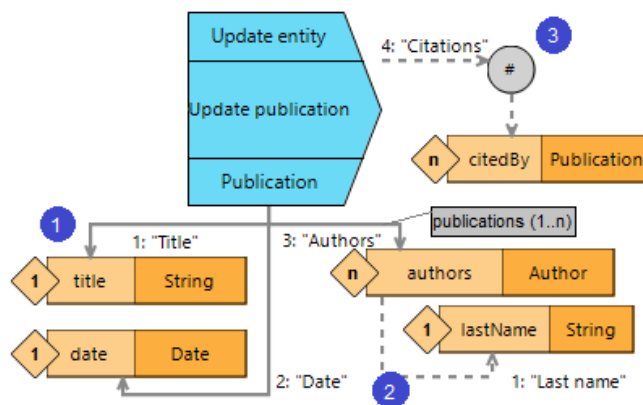 Update entity
4: "Citations"
3
#
Update publication
n
citedBy
Publication
Publication
1
publications (1..n)
1: "Title"
3: "Authors"
1
title
String
n
authors
Author
1
lastName
String
1
date
Date
2: "Date"
2
1: "Last name"